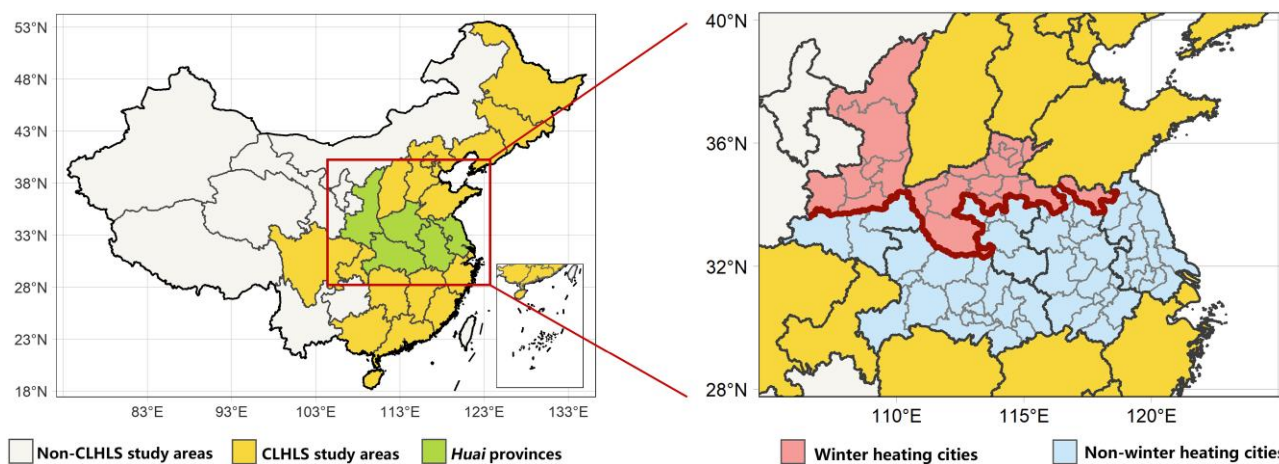 53°N
48°N
43°N
38°N
33°N
28°N
23°N
18°N
83°E 93°E 103°E 113°E 123°E 133°E
Non-CLHLS study areas CLHLS study areas Huai provinces
40°N
36°N
32°N
28°N
110°E 115°E 120°E
Winter heating cities Non-winter heating cities